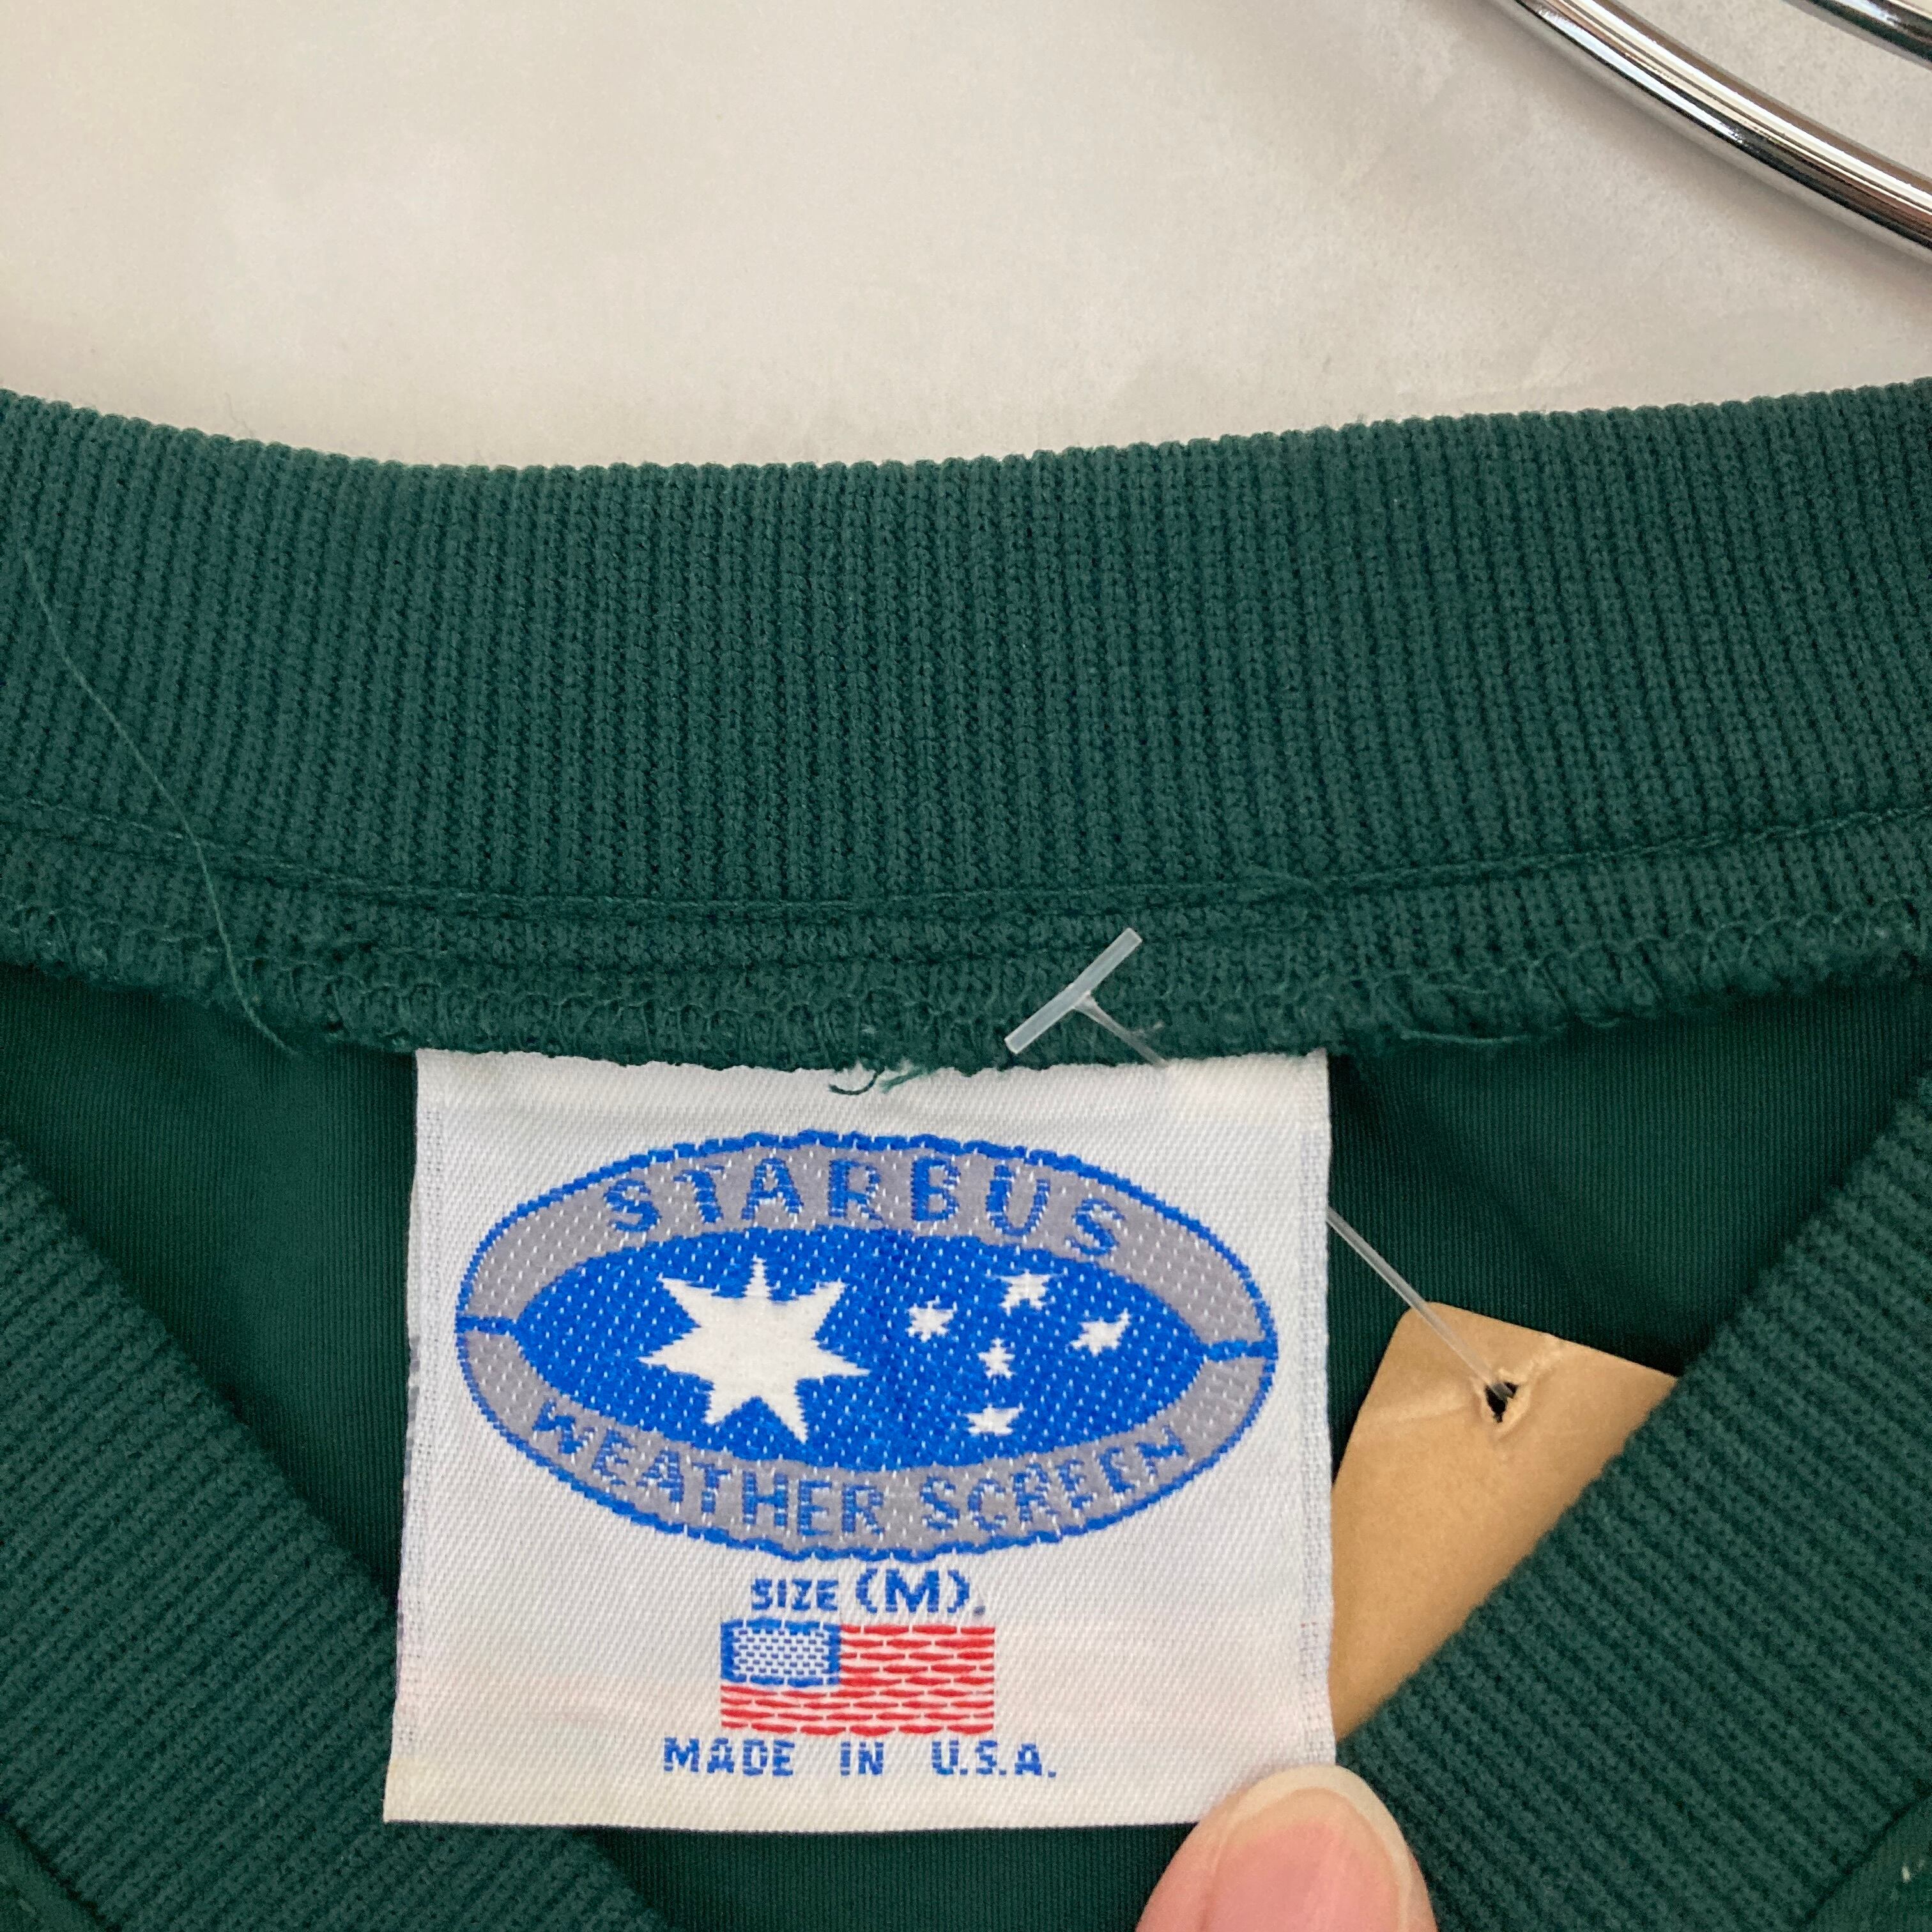 STARBUS
WEATHER SCREEN
SIZE (M).
MADE IN U.S.A.